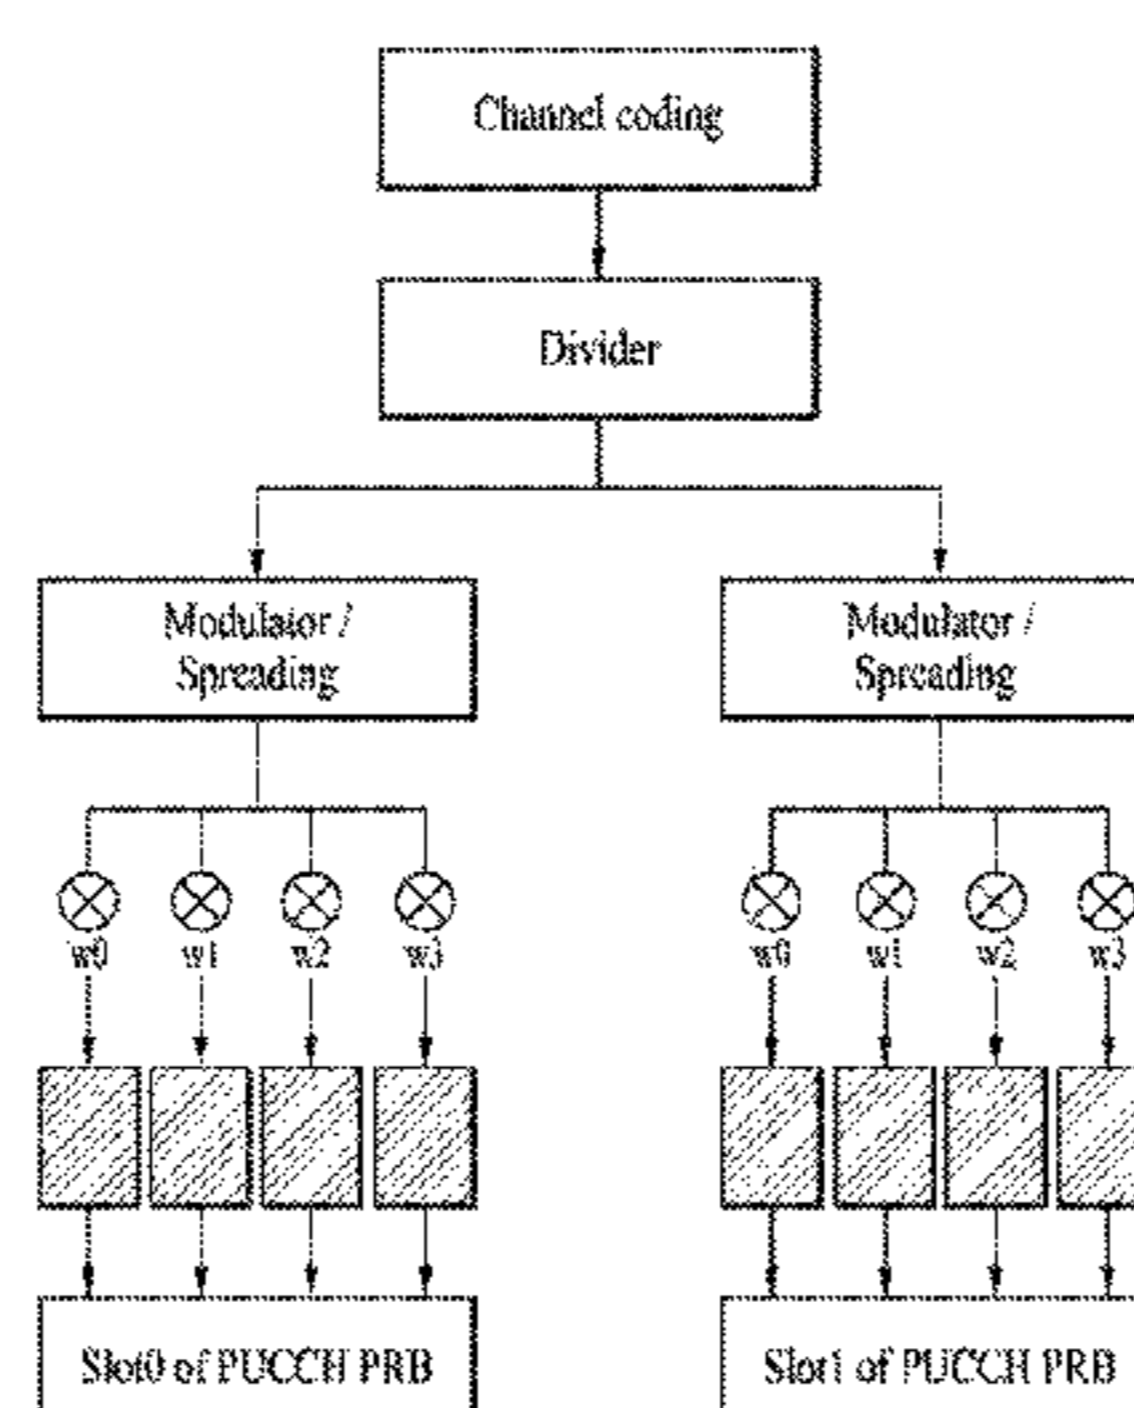 Channel coding
Divider
Modulator /
Spreading
Modulator /
Spreading
w0 w1 w2 w3
w0 w1 w2 w3
Slot0 of PUCCH PRB
Slot1 of PUCCH PRB